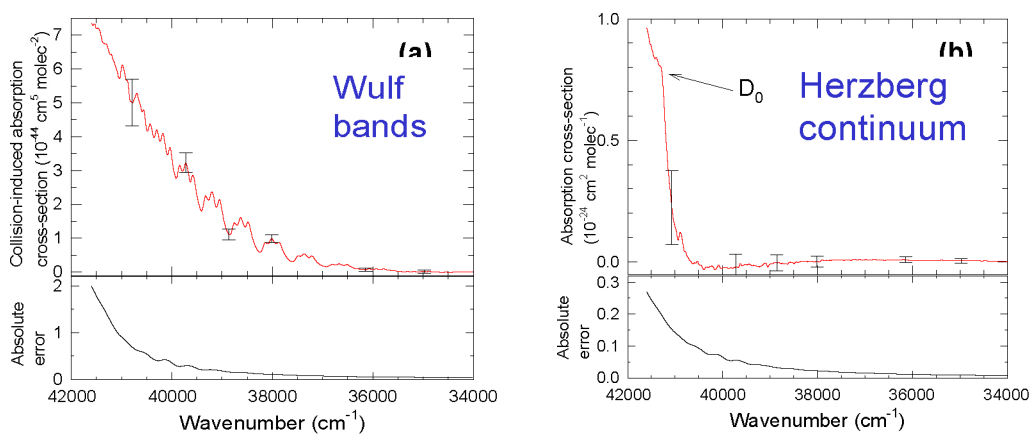 (a)
Wulf
bands
Collision-induced absorption
cross-section (10⁻⁴⁴ cm⁵ molec⁻²)
7
6
5
4
3
2
1
0
Absolute
error
2
1
0
42000 40000 38000 36000 34000
Wavenumber (cm⁻¹)
(b)
Herzberg
continuum
D₀
Absorption cross-section
(10⁻²⁴ cm² molec⁻¹)
1.0
0.5
0.0
Absolute
error
0.3
0.2
0.1
0.0
42000 40000 38000 36000 34000
Wavenumber (cm⁻¹)